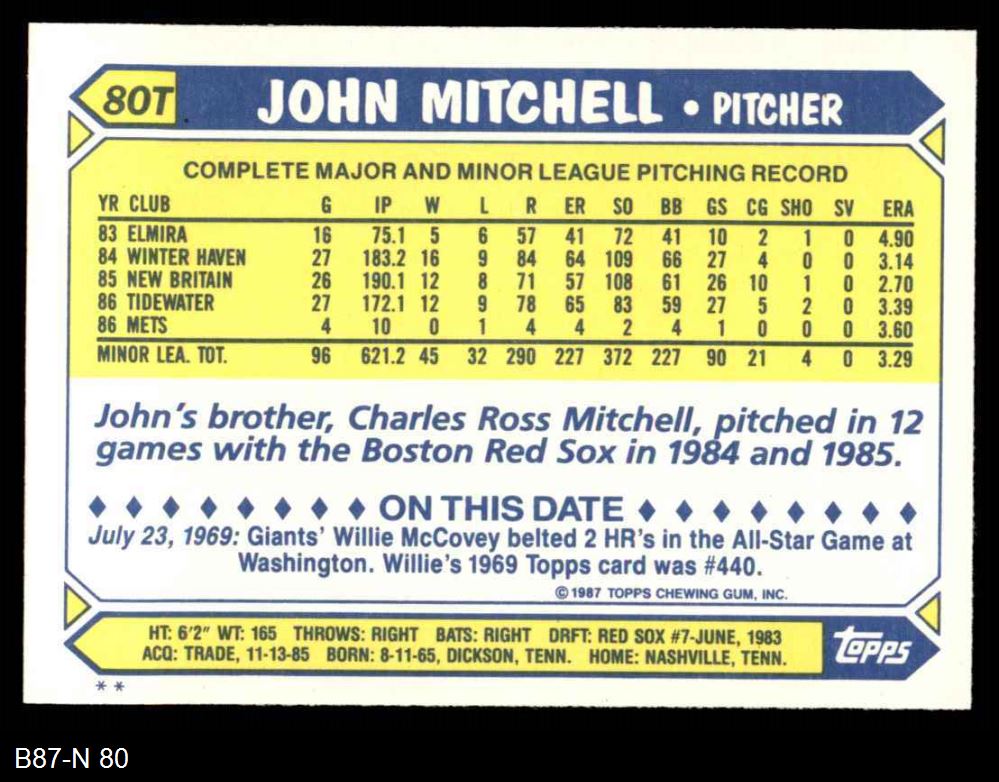 80T JOHN MITCHELL • PITCHER
COMPLETE MAJOR AND MINOR LEAGUE PITCHING RECORD
YR CLUB G IP W L R ER SO BB GS CG SHO SV ERA
83 ELMIRA 16 75.1 5 6 57 41 72 41 10 2 1 0 4.90
84 WINTER HAVEN 27 183.2 16 9 84 64 109 66 27 4 0 0 3.14
85 NEW BRITAIN 26 190.1 12 8 71 57 108 61 26 10 1 0 2.70
86 TIDEWATER 27 172.1 12 9 78 65 83 59 27 5 2 0 3.39
86 METS 4 10 0 1 4 4 2 4 1 0 0 0 3.60
MINOR LEA. TOT. 96 621.2 45 32 290 227 372 227 90 21 4 0 3.29
John's brother, Charles Ross Mitchell, pitched in 12
games with the Boston Red Sox in 1984 and 1985.
♦ ♦ ♦ ♦ ♦ ♦ ♦ ♦ ON THIS DATE ♦ ♦ ♦ ♦ ♦ ♦ ♦ ♦
July 23, 1969: Giants' Willie McCovey belted 2 HR's in the All-Star Game at
Washington. Willie's 1969 Topps card was #440.
©1987 TOPPS CHEWING GUM, INC.
HT: 6'2" WT: 165 THROWS: RIGHT BATS: RIGHT DRFT: RED SOX #7-JUNE, 1983
ACQ: TRADE, 11-13-85 BORN: 8-11-65, DICKSON, TENN. HOME: NASHVILLE, TENN.
TOPPS
* *
B87-N 80